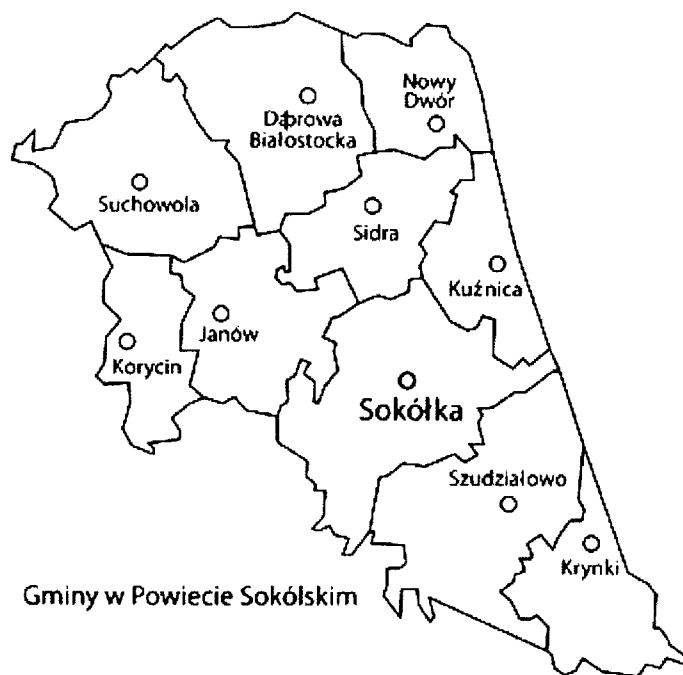 Nowy
Dwór
Dąbrowa
Białostocka
Suchowola
Sidra
Kuźnica
Janów
Korycin
Sokółka
Szudziałowo
Krynki
Gminy w Powiecie Sokólskim